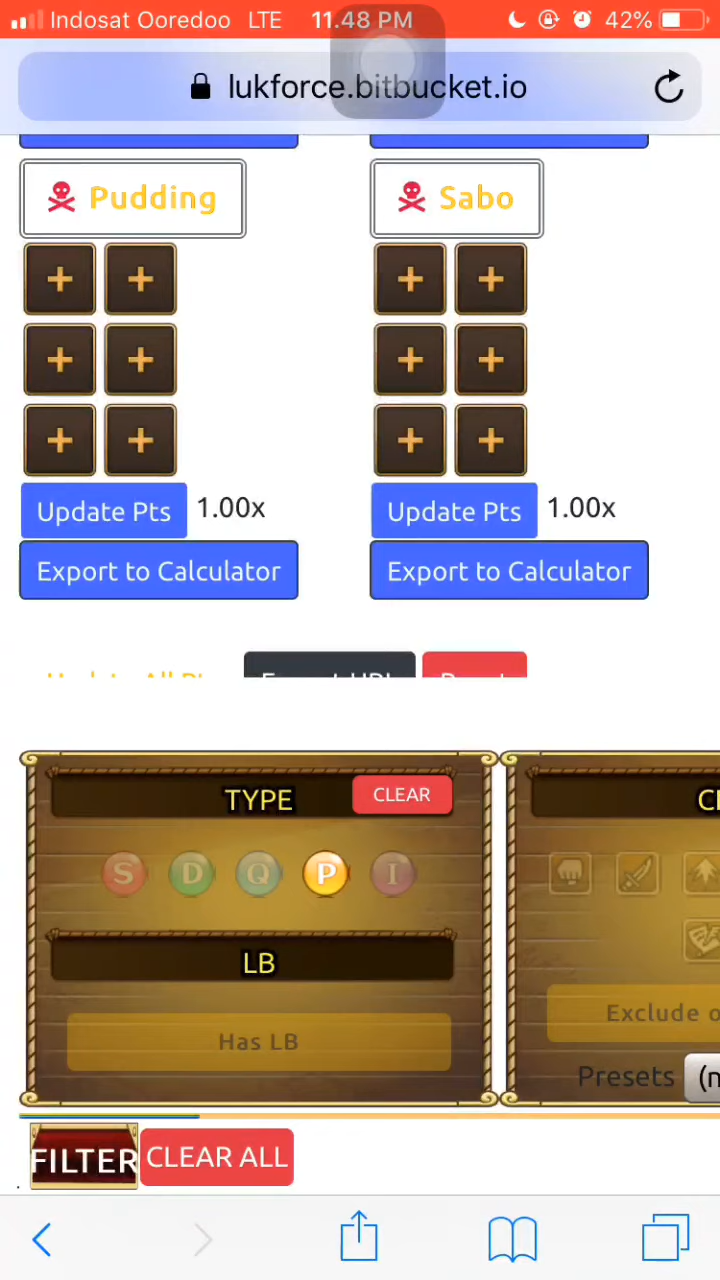 Indosat Ooredoo LTE 11.48 PM 42%
lukforce.bitbucket.io
Pudding Sabo
Update Pts 1.00x Update Pts 1.00x
Export to Calculator Export to Calculator
TYPE CLEAR
S D Q P I
LB
Has LB
Exclude
Presets
FILTER CLEAR ALL